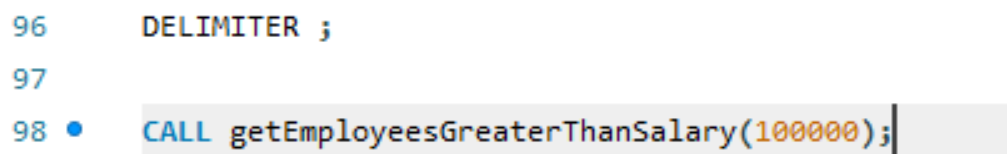 96 DELIMITER ;
97
98 CALL getEmployeesGreaterThanSalary(100000);